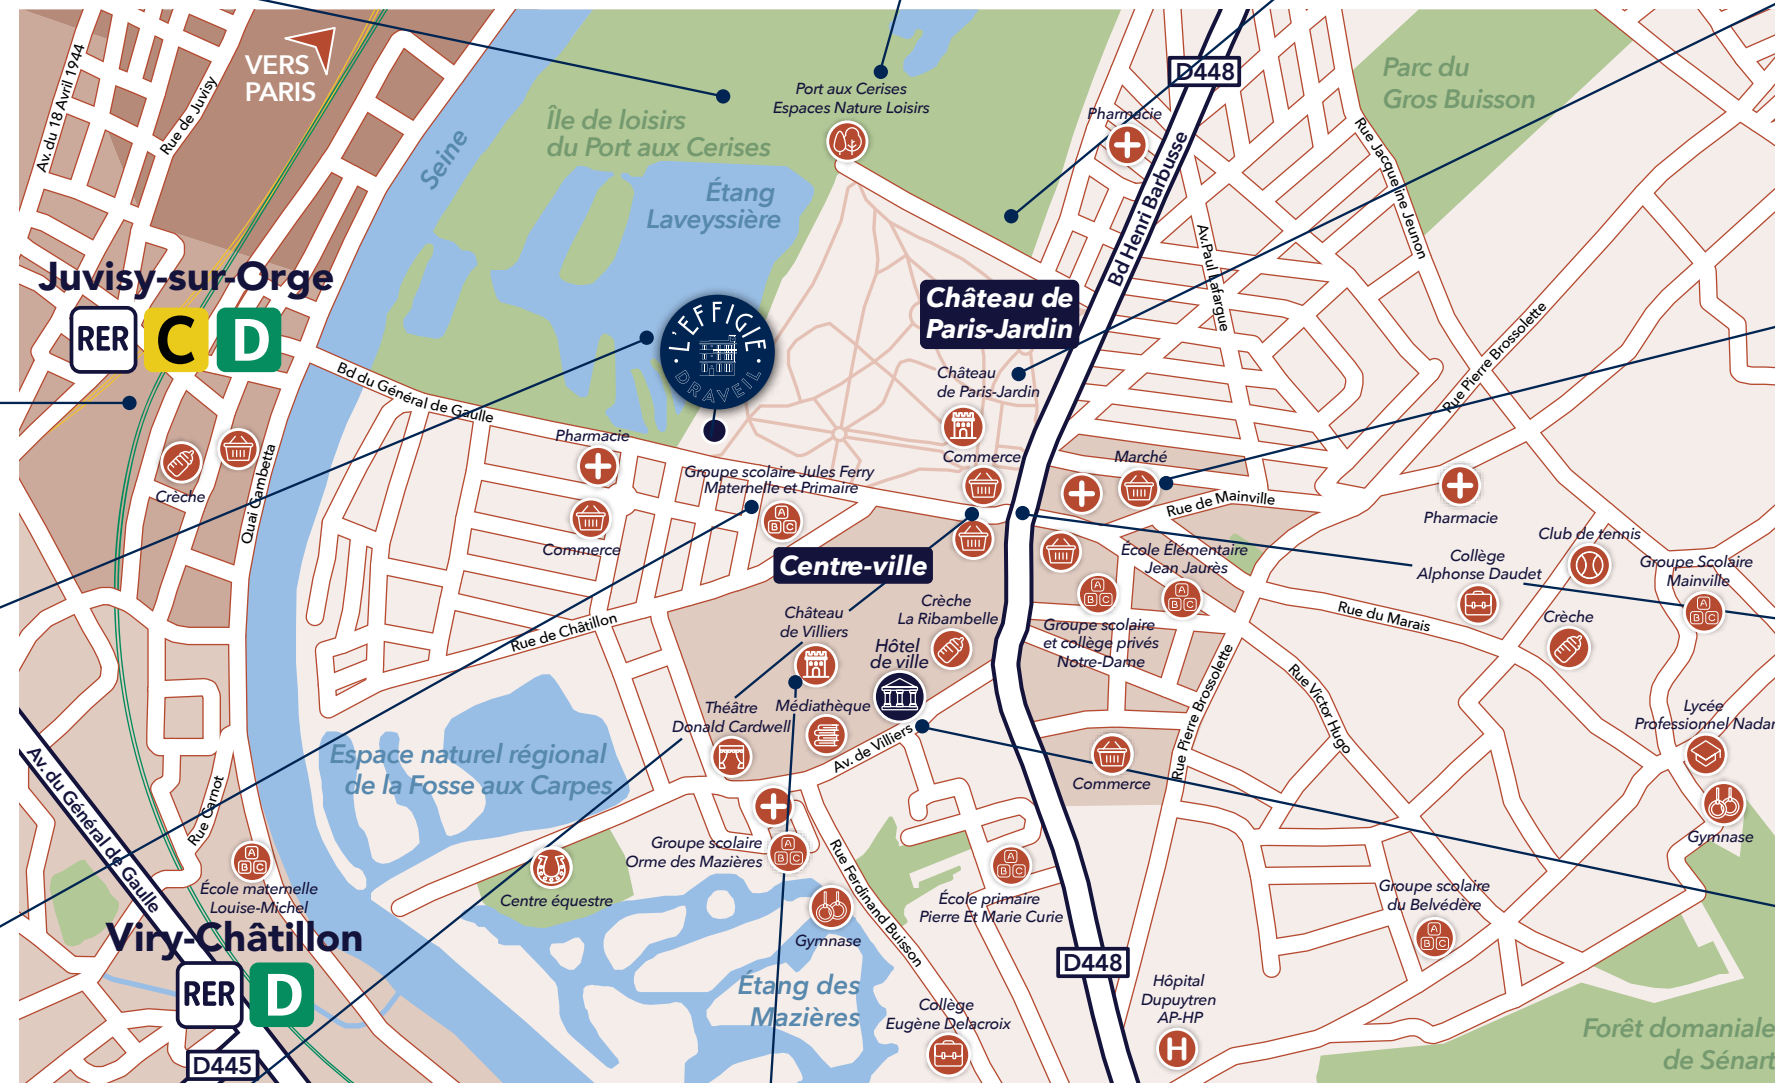 VERS
PARIS
Av. du 18 Avril 1944
Rue de Juvisy
Seine
Île de loisirs
du Port aux Cerises
Port aux Cerises
Espaces Nature Loisirs
Étang
Laveyssière
D448
Pharmacie
Bd Henri Barbusse
Parc du
Gros Buisson
Rue Jacqueline Jeunon
Av. Paul Lafargue
Rue Pierre Brossolette
Juvisy-sur-Orge
RER
C
D
L'EFFIGIE
DRAVEIL
Château de
Paris-Jardin
Château
de Paris-Jardin
Bd du Général de Gaulle
Quai Gambetta
Crèche
Pharmacie
Commerce
Groupe scolaire Jules Ferry
Maternelle et Primaire
A
B C
Commerce
Marché
Rue de Mainville
Pharmacie
Club de tennis
Collège
Alphonse Daudet
Groupe Scolaire
Mainville
A
B C
Crèche
Rue du Marais
École Élémentaire
Jean Jaurès
A
B C
A
B C
Groupe scolaire
et collège privés
Notre-Dame
Centre-ville
Château
de Villiers
Crèche
La Ribambelle
Hôtel
de ville
Rue de Châtillon
Théâtre
Donald Cardwell
Médiathèque
Av. de Villiers
Rue Pierre Brossolette
Rue Victor Hugo
Commerce
Lycée
Professionnel Nadar
Gymnase
Espace naturel régional
de la Fosse aux Carpes
Av. du Général de Gaulle
Rue Carnot
A
B C
École maternelle
Louise-Michel
Viry-Châtillon
RER
D
D445
Centre équestre
Groupe scolaire
Orme des Mazières
A
B C
Gymnase
Rue Ferdinand Buisson
A
B C
École primaire
Pierre Et Marie Curie
Étang des
Mazières
Collège
Eugène Delacroix
D448
Hôpital
Dupuytren
AP-HP
H
Groupe scolaire
du Belvédère
A
B C
Forêt domaniale
de Sénart